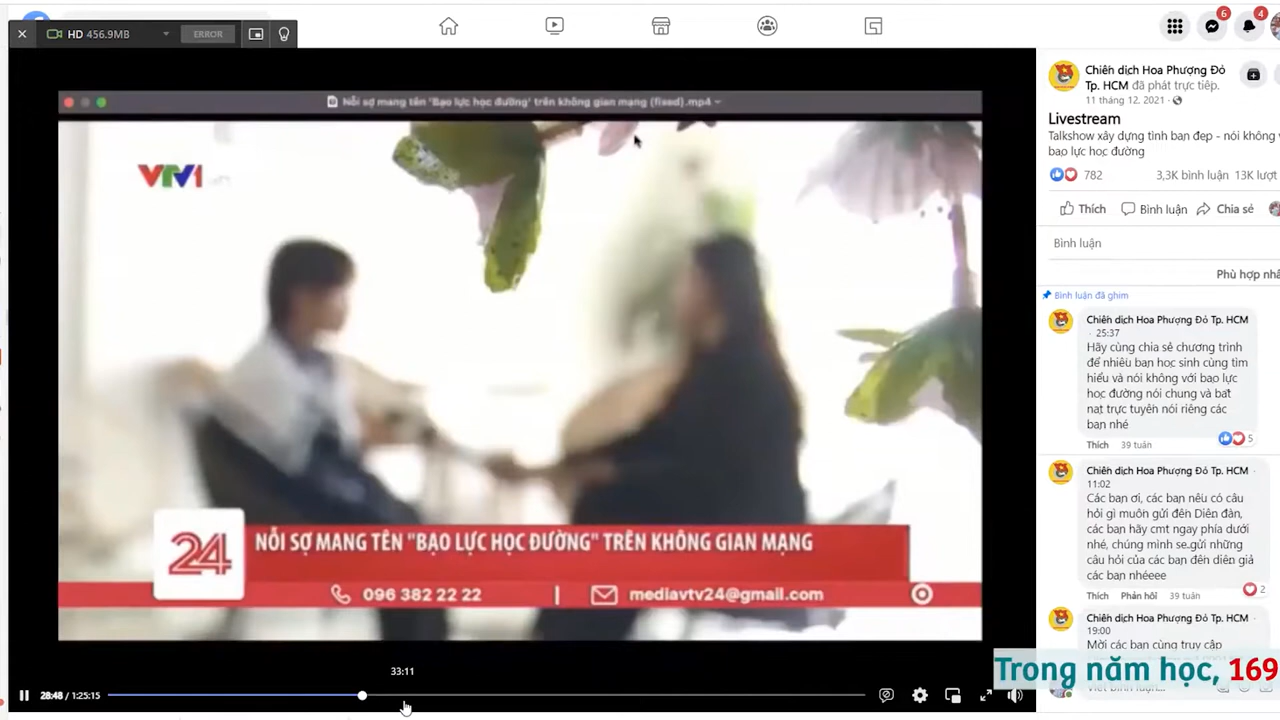 HD 456.9MB
ERROR
6
4
Nỗi sợ mang tên 'Bạo lực học đường' trên không gian mạng (fixed).mp4
VTV1
24
NỖI SỢ MANG TÊN "BẠO LỰC HỌC ĐƯỜNG" TRÊN KHÔNG GIAN MẠNG
096 382 22 22
mediavtv24@gmail.com
33:11
28:48 / 1:25:15
Chiến dịch Hoa Phượng Đỏ
Tp. HCM đã phát trực tiếp.
11 tháng 12, 2021 ·
Livestream
Talkshow xây dựng tình bạn đẹp - nói không v
bạo lực học đường
782
3,3K bình luận 13K lượt
Thích
Bình luận
Chia sẻ
Bình luận
Phù hợp nhấ
Bình luận đã ghim
Chiến dịch Hoa Phượng Đỏ Tp. HCM
· 25:37
Hãy cùng chia sẻ chương trình
để nhiều bạn học sinh cùng tìm
hiểu và nói không với bạo lực
học đường nói chung và bắt
nạt trực tuyến nói riêng các
bạn nhé
5
Thích 39 tuần
Chiến dịch Hoa Phượng Đỏ Tp. HCM ·
11:02
Các bạn ơi, các bạn nếu có câu
hỏi gì muốn gửi đến Diễn đàn,
các bạn hãy cmt ngay phía dưới
nhé, chúng mình sẽ gửi những
câu hỏi của các bạn đến diễn giả
các bạn nhéeee
2
Thích Phản hồi 39 tuần
Chiến dịch Hoa Phượng Đỏ Tp. HCM ·
19:00
Mời các bạn cùng truy cập
Trong năm học, 169
Viết bình luận...